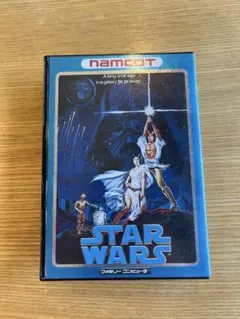 namcot
A long time ago
in a galaxy far, far away...
STAR
WARS
ファミリー コンピュータ